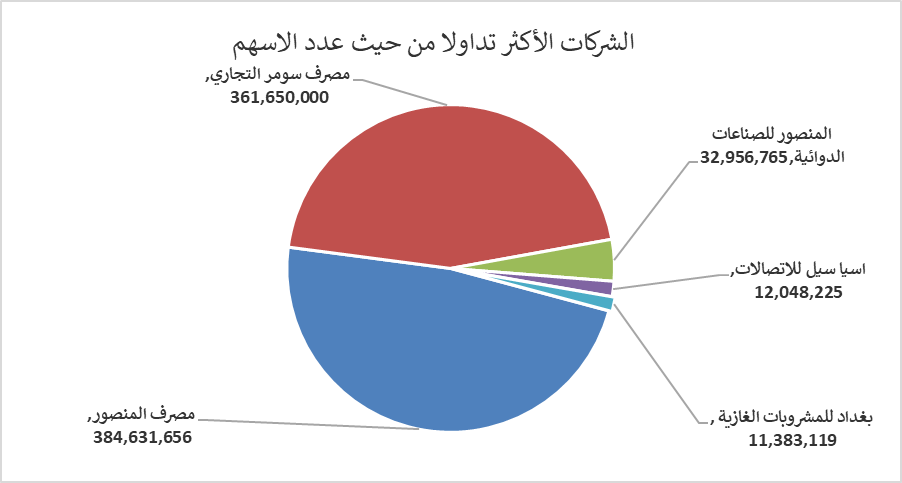 الشركات الأكثر تداولا من حيث عدد الاسهم
مصرف سومر التجاري,
361,650,000
المنصور للصناعات
الدوائية, 32,956,765
اسيا سيل للاتصالات,
12,048,225
بغداد للمشروبات الغازية ,
11,383,119
مصرف المنصور,
384,631,656